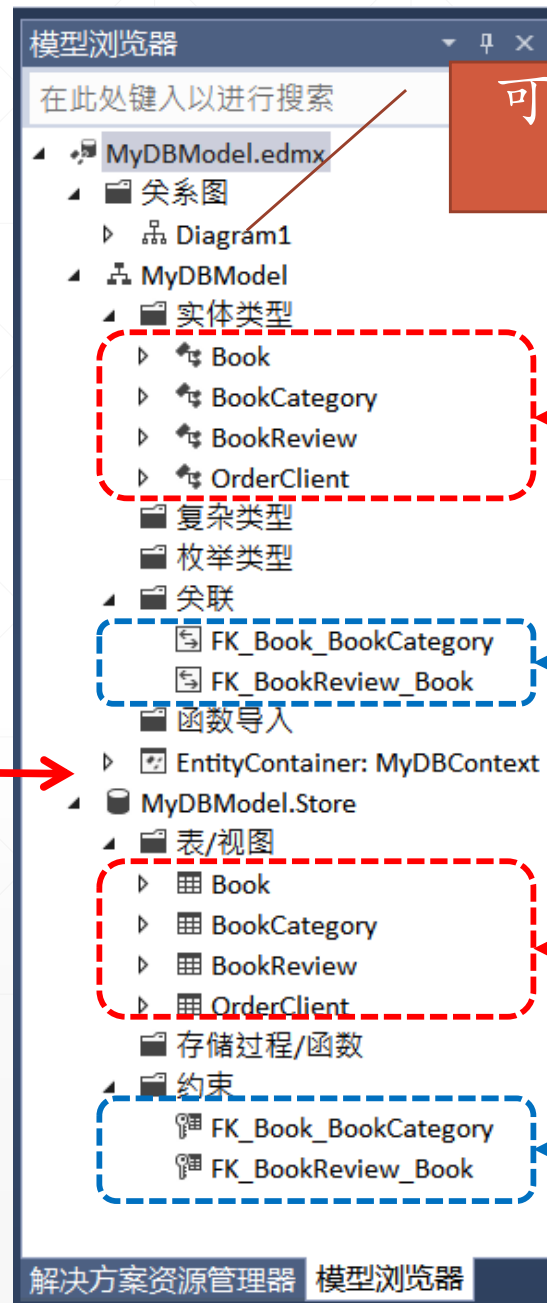 模型浏览器
在此处键入以进行搜索
可
MyDBModel.edmx
关系图
Diagram1
MyDBModel
实体类型
Book
BookCategory
BookReview
OrderClient
复杂类型
枚举类型
关联
FK_Book_BookCategory
FK_BookReview_Book
函数导入
EntityContainer: MyDBContext
MyDBModel.Store
表/视图
Book
BookCategory
BookReview
OrderClient
存储过程/函数
约束
FK_Book_BookCategory
FK_BookReview_Book
解决方案资源管理器 模型浏览器